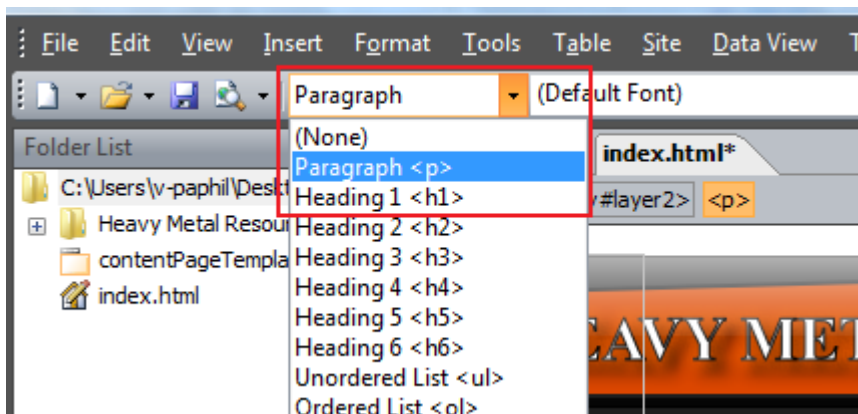 File Edit View Insert Format Tools Table Site Data View
Paragraph (Default Font)
Folder List
(None)
index.html*
Paragraph <p>
C:\Users\v-paphil\Deskt
Heading 1 <h1>
#layer2> <p>
Heavy Metal Resour
Heading 2 <h2>
contentPageTempla
Heading 3 <h3>
index.html
Heading 4 <h4>
Heading 5 <h5>
Heading 6 <h6>
EAVY MET
Unordered List <ul>
Ordered List <ol>